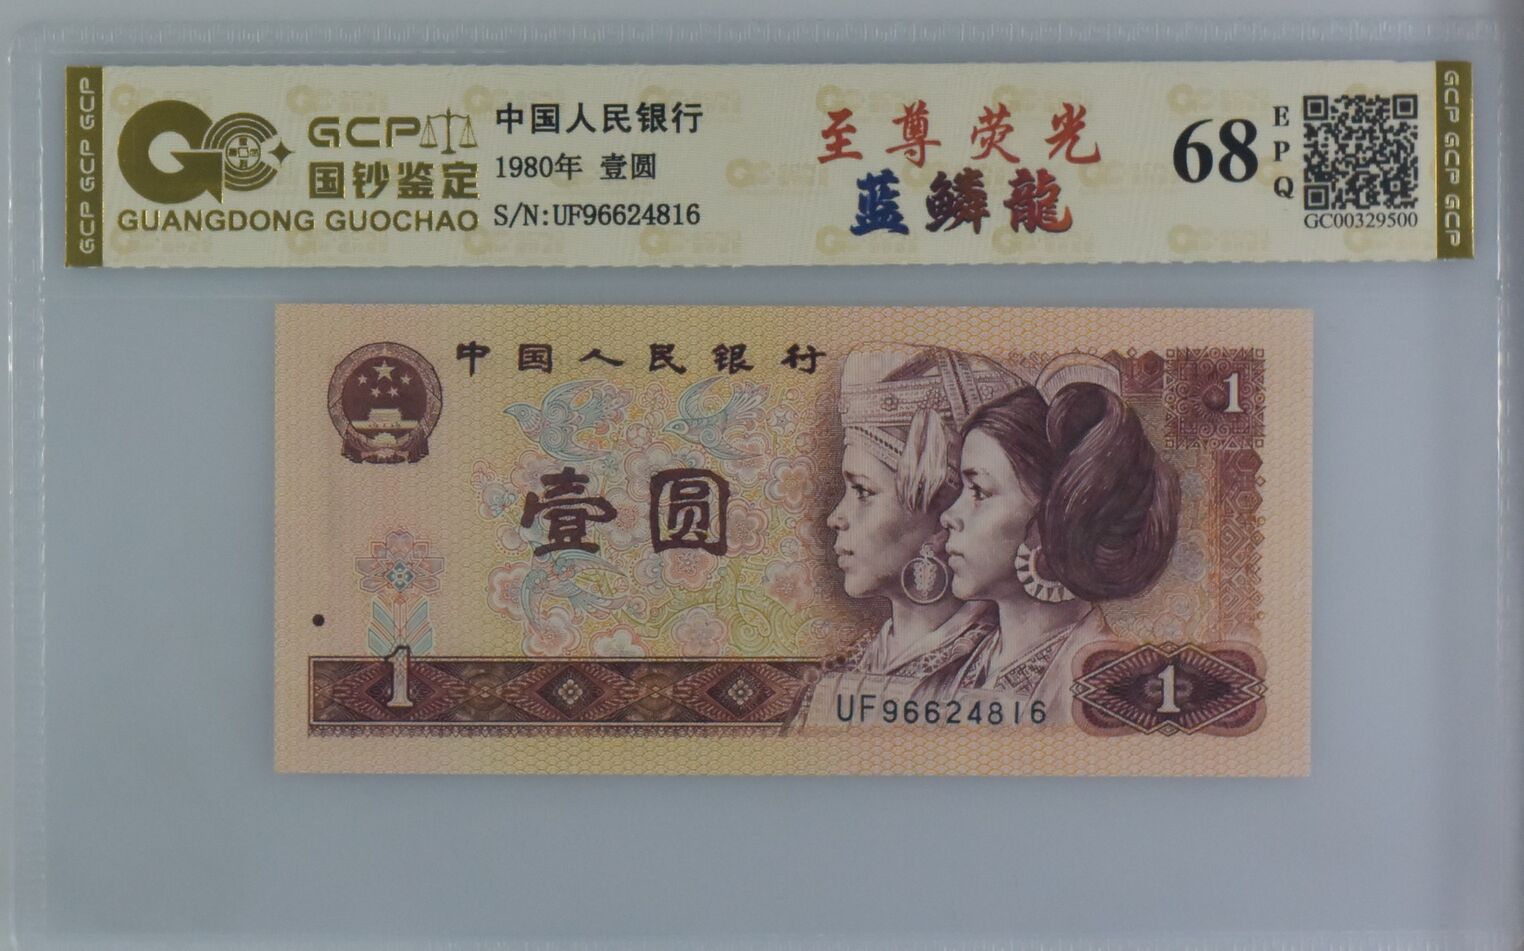 GCP GCP GCP
GCP
国钞鉴定
GUANGDONG GUOCHAO
中国人民银行
1980年 壹圆
S/N:UF96624816
至尊荧光
蓝鳞龍
68
EPQ
GC00329500
GCP GCP GCP
中国人民银行
1
壹圆
1
UF96624816
1